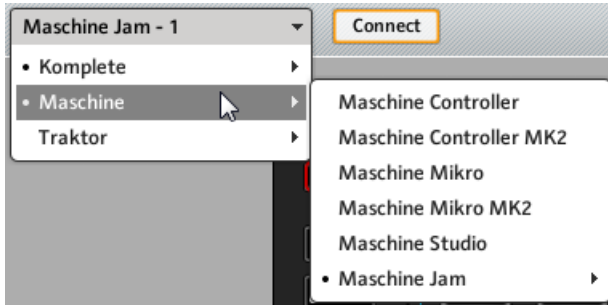 Maschine Jam - 1
Connect
• Komplete
• Maschine
Traktor
Maschine Controller
Maschine Controller MK2
Maschine Mikro
Maschine Mikro MK2
Maschine Studio
• Maschine Jam